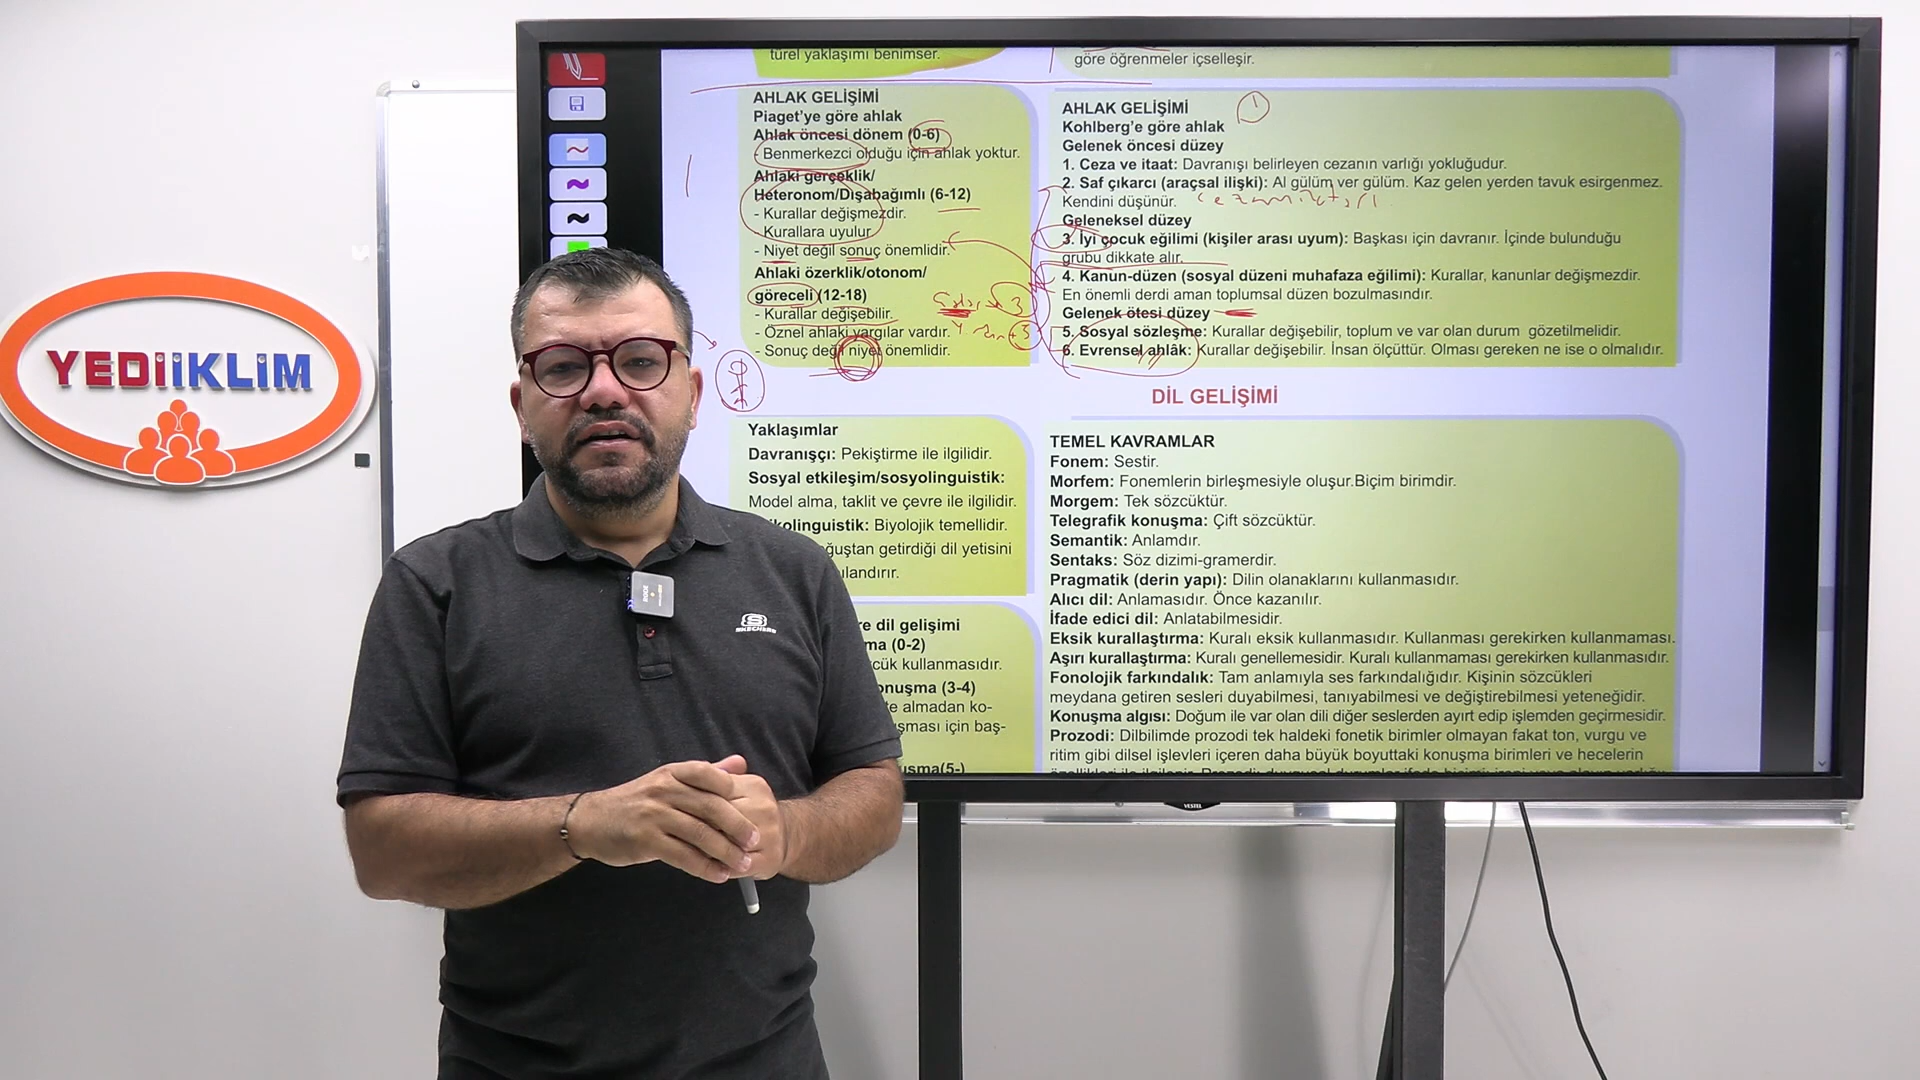 YEDiiKLiM
türel yaklaşımı benimser.
göre öğrenmeler içselleşir.
AHLAK GELİŞİMİ
Piaget'ye göre ahlak
Ahlak öncesi dönem (0-6)
- Benmerkezci olduğu için ahlak yoktur.
Ahlaki gerçeklik/
Heteronom/Dışabağımlı (6-12)
- Kurallar değişmezdir.
- Kurallara uyulur
- Niyet değil sonuç önemlidir.
Ahlaki özerklik/otonom/
göreceli (12-18)
- Kurallar değişebilir.
- Öznel ahlaki yargılar vardır.
- Sonuç değil niyet önemlidir.
AHLAK GELİŞİMİ
1
Kohlberg'e göre ahlak
Gelenek öncesi düzey
1. Ceza ve itaat: Davranışı belirleyen cezanın varlığı yokluğudur.
2. Saf çıkarcı (araçsal ilişki): Al gülüm ver gülüm. Kaz gelen yerden tavuk esirgenmez.
Kendini düşünür.
Geleneksel düzey
3. İyi çocuk eğilimi (kişiler arası uyum): Başkası için davranır. İçinde bulunduğu
grubu dikkate alır.
4. Kanun-düzen (sosyal düzeni muhafaza eğilimi): Kurallar, kanunlar değişmezdir.
En önemli derdi aman toplumsal düzen bozulmasındır.
Gelenek ötesi düzey
5. Sosyal sözleşme: Kurallar değişebilir, toplum ve var olan durum gözetilmelidir.
6. Evrensel ahlâk: Kurallar değişebilir. İnsan ölçüttür. Olması gereken ne ise o olmalıdır.
3
+3
DİL GELİŞİMİ
Yaklaşımlar
Davranışçı: Pekiştirme ile ilgilidir.
Sosyal etkileşim/sosyolinguistik:
Model alma, taklit ve çevre ile ilgilidir.
kolinguistik: Biyolojik temellidir.
ğuştan getirdiği dil yetisini
ulandırır.
re dil gelişimi
ma (0-2)
cük kullanmasıdır.
onuşma (3-4)
te almadan ko-
uşması için baş-
uşma(5-)
TEMEL KAVRAMLAR
Fonem: Sestir.
Morfem: Fonemlerin birleşmesiyle oluşur.Biçim birimdir.
Morgem: Tek sözcüktür.
Telegrafik konuşma: Çift sözcüktür.
Semantik: Anlamdır.
Sentaks: Söz dizimi-gramerdir.
Pragmatik (derin yapı): Dilin olanaklarını kullanmasıdır.
Alıcı dil: Anlamasıdır. Önce kazanılır.
İfade edici dil: Anlatabilmesidir.
Eksik kurallaştırma: Kuralı eksik kullanmasıdır. Kullanması gerekirken kullanmaması.
Aşırı kurallaştırma: Kuralı genellemesidir. Kuralı kullanmaması gerekirken kullanmasıdır.
Fonolojik farkındalık: Tam anlamıyla ses farkındalığıdır. Kişinin sözcükleri
meydana getiren sesleri duyabilmesi, tanıyabilmesi ve değiştirebilmesi yeteneğidir.
Konuşma algısı: Doğum ile var olan dili diğer seslerden ayırt edip işlemden geçirmesidir.
Prozodi: Dilbilimde prozodi tek haldeki fonetik birimler olmayan fakat ton, vurgu ve
ritim gibi dilsel işlevleri içeren daha büyük boyuttaki konuşma birimleri ve hecelerin
RODE
SKECHERS
VESTEL